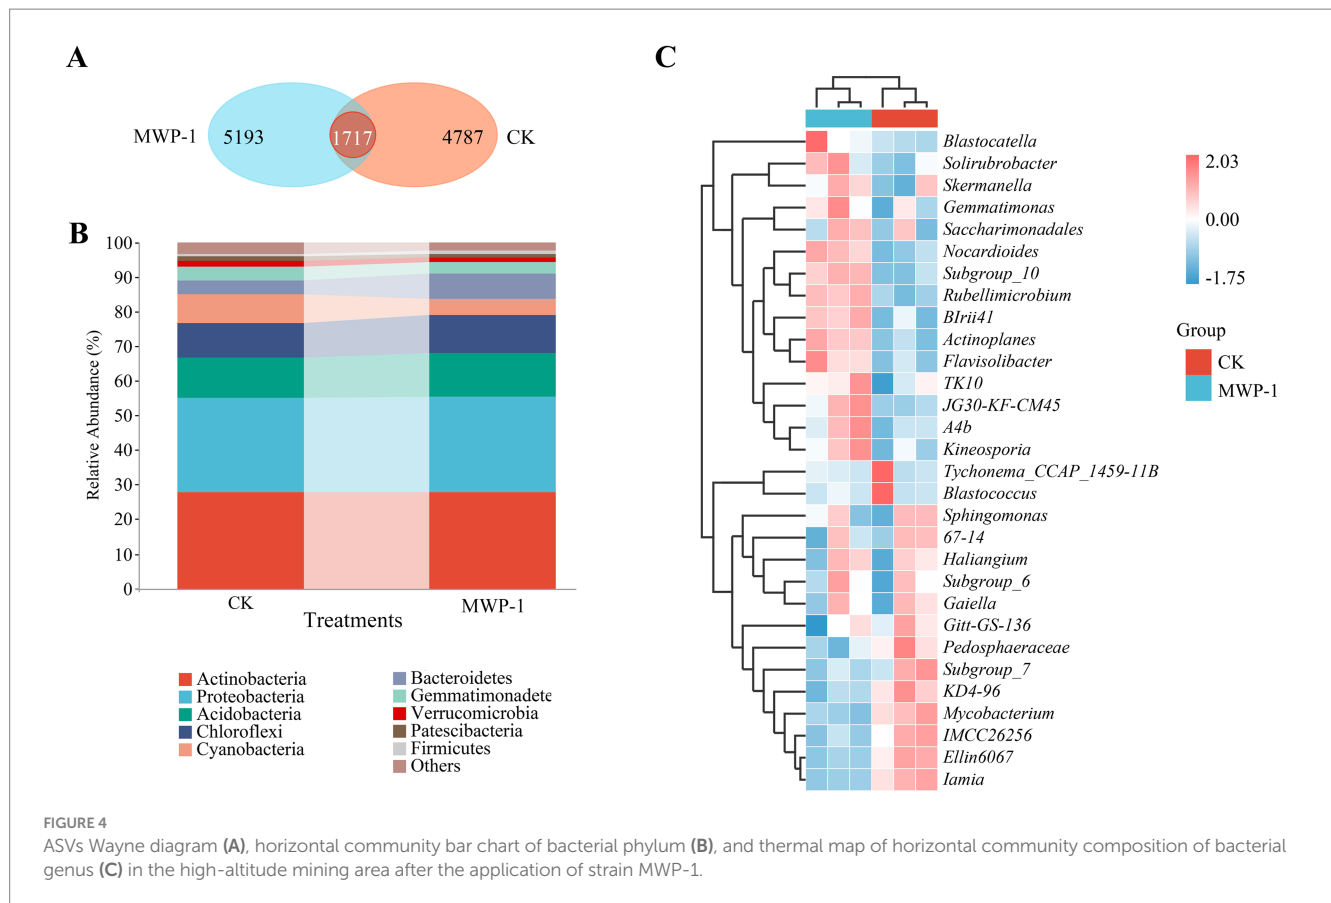 A
MWP-1
5193
1717
4787
CK
B
Relative Abundance (%)
100
90
80
70
60
50
40
30
20
10
0
CK
MWP-1
Treatments
Actinobacteria
Proteobacteria
Acidobacteria
Chloroflexi
Cyanobacteria
Bacteroidetes
Gemmatimonadete
Verrucomicrobia
Patescibacteria
Firmicutes
Others
C
Blastocatella
Solirubrobacter
Skermanella
Gemmatimonas
Saccharimonadales
Nocardioides
Subgroup_10
Rubellimicrobium
BIrii41
Actinoplanes
Flavisolibacter
TK10
JG30-KF-CM45
A4b
Kineosporia
Tychonema_CCAP_1459-11B
Blastococcus
Sphingomonas
67-14
Haliangium
Subgroup_6
Gaiella
Gitt-GS-136
Pedosphaeraceae
Subgroup_7
KD4-96
Mycobacterium
IMCC26256
Ellin6067
Iamia
2.03
0.00
-1.75
Group
CK
MWP-1
FIGURE 4
ASVs Wayne diagram (A), horizontal community bar chart of bacterial phylum (B), and thermal map of horizontal community composition of bacterial
genus (C) in the high-altitude mining area after the application of strain MWP-1.